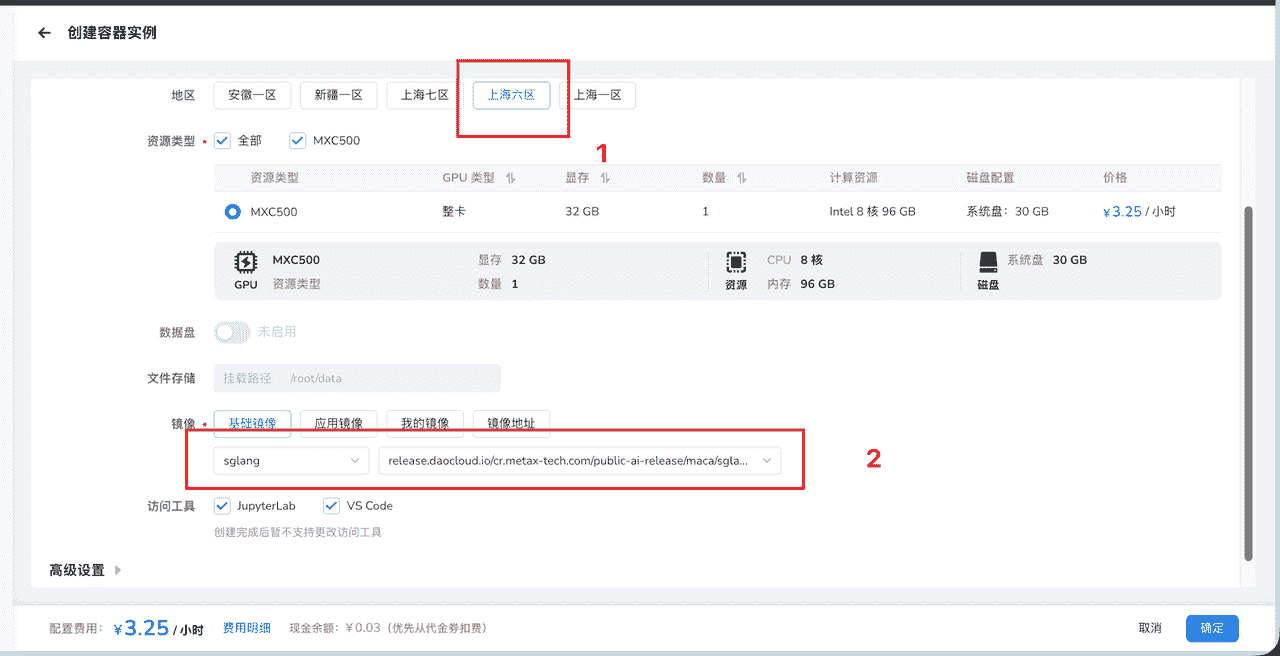 创建容器实例
地区 安徽一区 新疆一区 上海七区 上海六区 上海一区
1
资源类型 * 全部 MXC500
资源类型 GPU 类型 显存 数量 计算资源 磁盘配置 价格
MXC500 整卡 32 GB 1 Intel 8 核 96 GB 系统盘：30 GB ¥3.25 / 小时
MXC500 显存 32 GB CPU 8 核 系统盘 30 GB
GPU 资源类型 数量 1 资源 内存 96 GB 磁盘
数据盘 未启用
文件存储 挂载路径 /root/data
镜像 * 基础镜像 应用镜像 我的镜像 镜像地址
sglang release.daocloud.io/cr.metax-tech.com/public-ai-release/maca/sgla...
2
访问工具 JupyterLab VS Code
创建完成后暂不支持更改访问工具
高级设置
配置费用： ¥3.25 / 小时 费用明细 现金余额：¥0.03（优先从代金券扣费） 取消 确定